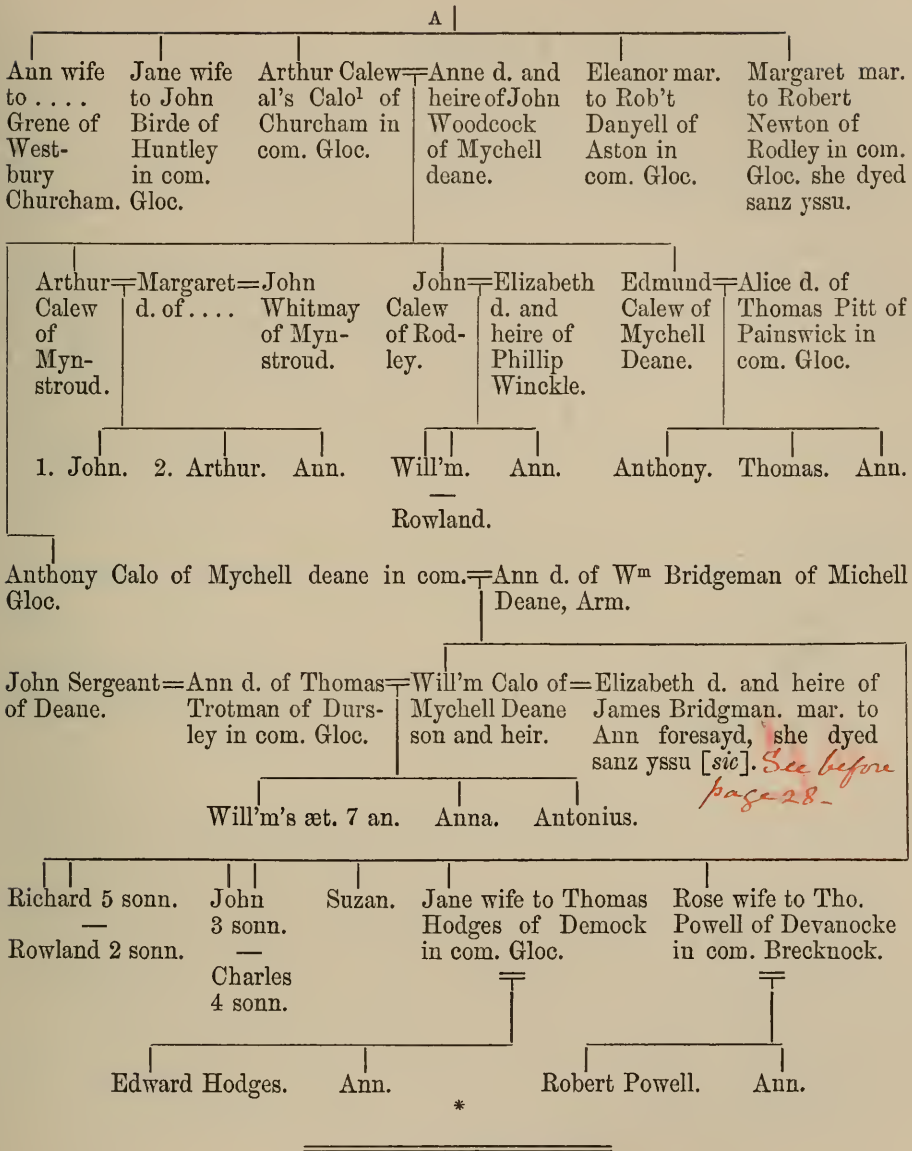 A
Ann wife
to . . . .
Grene of
West-
bury
Churcham.
Jane wife
to John
Birde of
Huntley
in com.
Gloc.
Arthur Calew
al's Calo¹ of
Churcham in
com. Gloc.
Anne d. and
heire of John
Woodcock
of Mychell
deane.
Eleanor mar.
to Rob't
Danyell of
Aston in
com. Gloc.
Margaret mar.
to Robert
Newton of
Rodley in com.
Gloc. she dyed
sanz yssu.
Arthur
Calew
of
Myn-
stroud.
Margaret
d. of . . . .
John
Whitmay
of Myn-
stroud.
John
Calew
of Rod-
ley.
Elizabeth
d. and
heire of
Phillip
Winckle.
Edmund
Calew of
Mychell
Deane.
Alice d. of
Thomas Pitt of
Painswick in
com. Gloc.
1. John. 2. Arthur. Ann.
Will'm. Ann.
—
Rowland.
Anthony. Thomas. Ann.
Anthony Calo of Mychell deane in com.
Gloc.
Ann d. of Wᵐ Bridgeman of Michell
Deane, Arm.
John Sergeant
of Deane.
=
Ann d. of Thomas
Trotman of Durs-
ley in com. Gloc.
Will'm Calo of
Mychell Deane
son and heir.
=
Elizabeth d. and heire of
James Bridgman. mar. to
Ann foresayd, she dyed
sanz yssu [sic]. See before
page 28-
Will'm's æt. 7 an. Anna. Antonius.
Richard 5 sonn.
—
Rowland 2 sonn.
John
3 sonn.
—
Charles
4 sonn.
Suzan.
Jane wife to Thomas
Hodges of Demock
in com. Gloc.
Rose wife to Tho.
Powell of Devanocke
in com. Brecknock.
Edward Hodges. Ann.
Robert Powell. Ann.
*